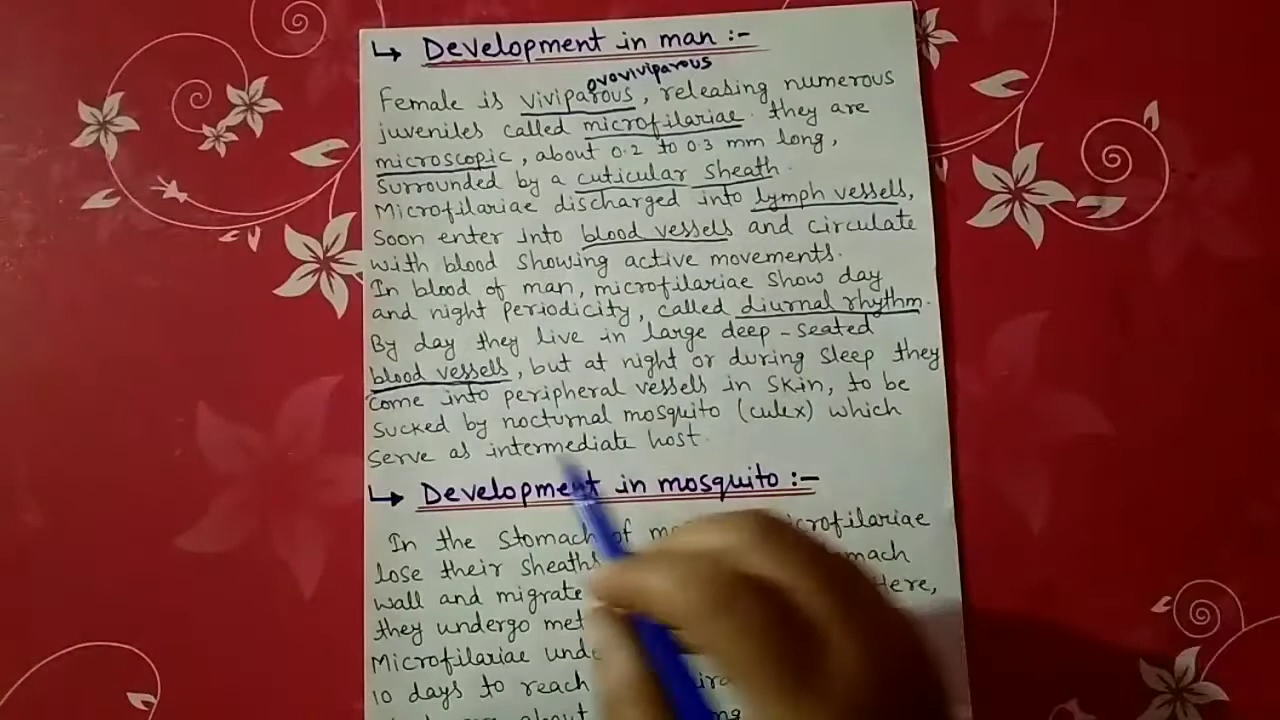 ↳ Development in man :-
ovoviviparous
Female is viviparous, releasing numerous
juveniles called microfilariae. they are
microscopic, about 0.2 to 0.3 mm long,
surrounded by a cuticular sheath.
Microfilariae discharged into lymph vessels,
soon enter into blood vessels and circulate
with blood showing active movements.
In blood of man, microfilariae show day
and night periodicity, called diurnal rhythm.
By day they live in large deep-seated
blood vessels, but at night or during sleep they
come into peripheral vessels in skin, to be
sucked by nocturnal mosquito (culex) which
serve as intermediate host.
↳ Development in mosquito :-
In the stomach of microfilariae
lose their sheaths
wall and migrate Here,
they undergo
Microfilariae
10 days to reach
about